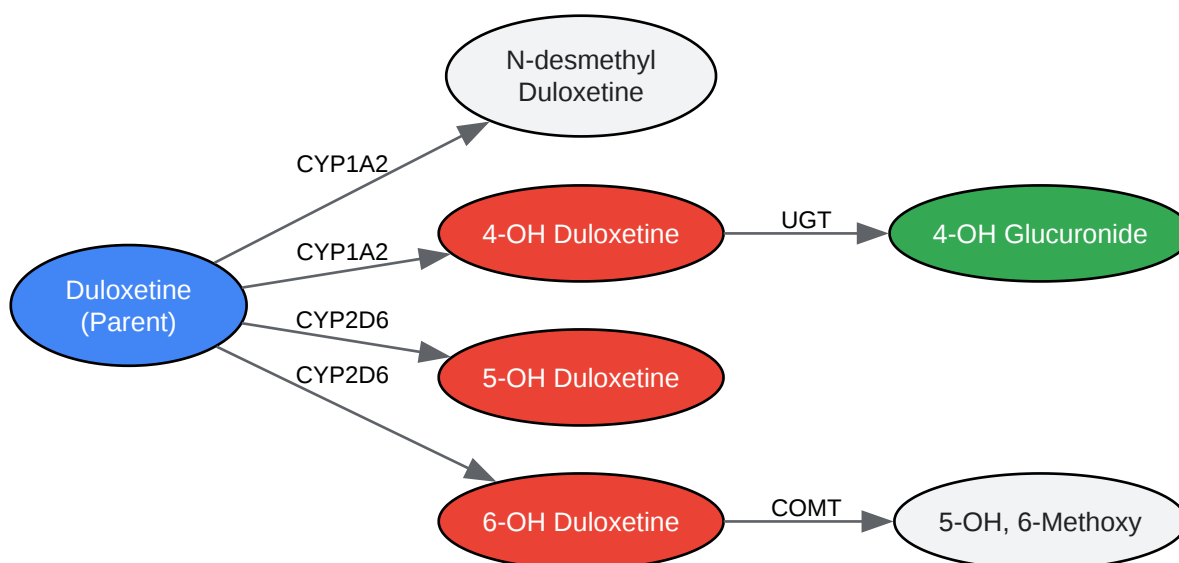 N-desmethyl
Duloxetine
CYP1A2
4-OH Duloxetine
UGT
4-OH Glucuronide
CYP1A2
Duloxetine
(Parent)
CYP2D6
5-OH Duloxetine
CYP2D6
6-OH Duloxetine
COMT
5-OH, 6-Methoxy